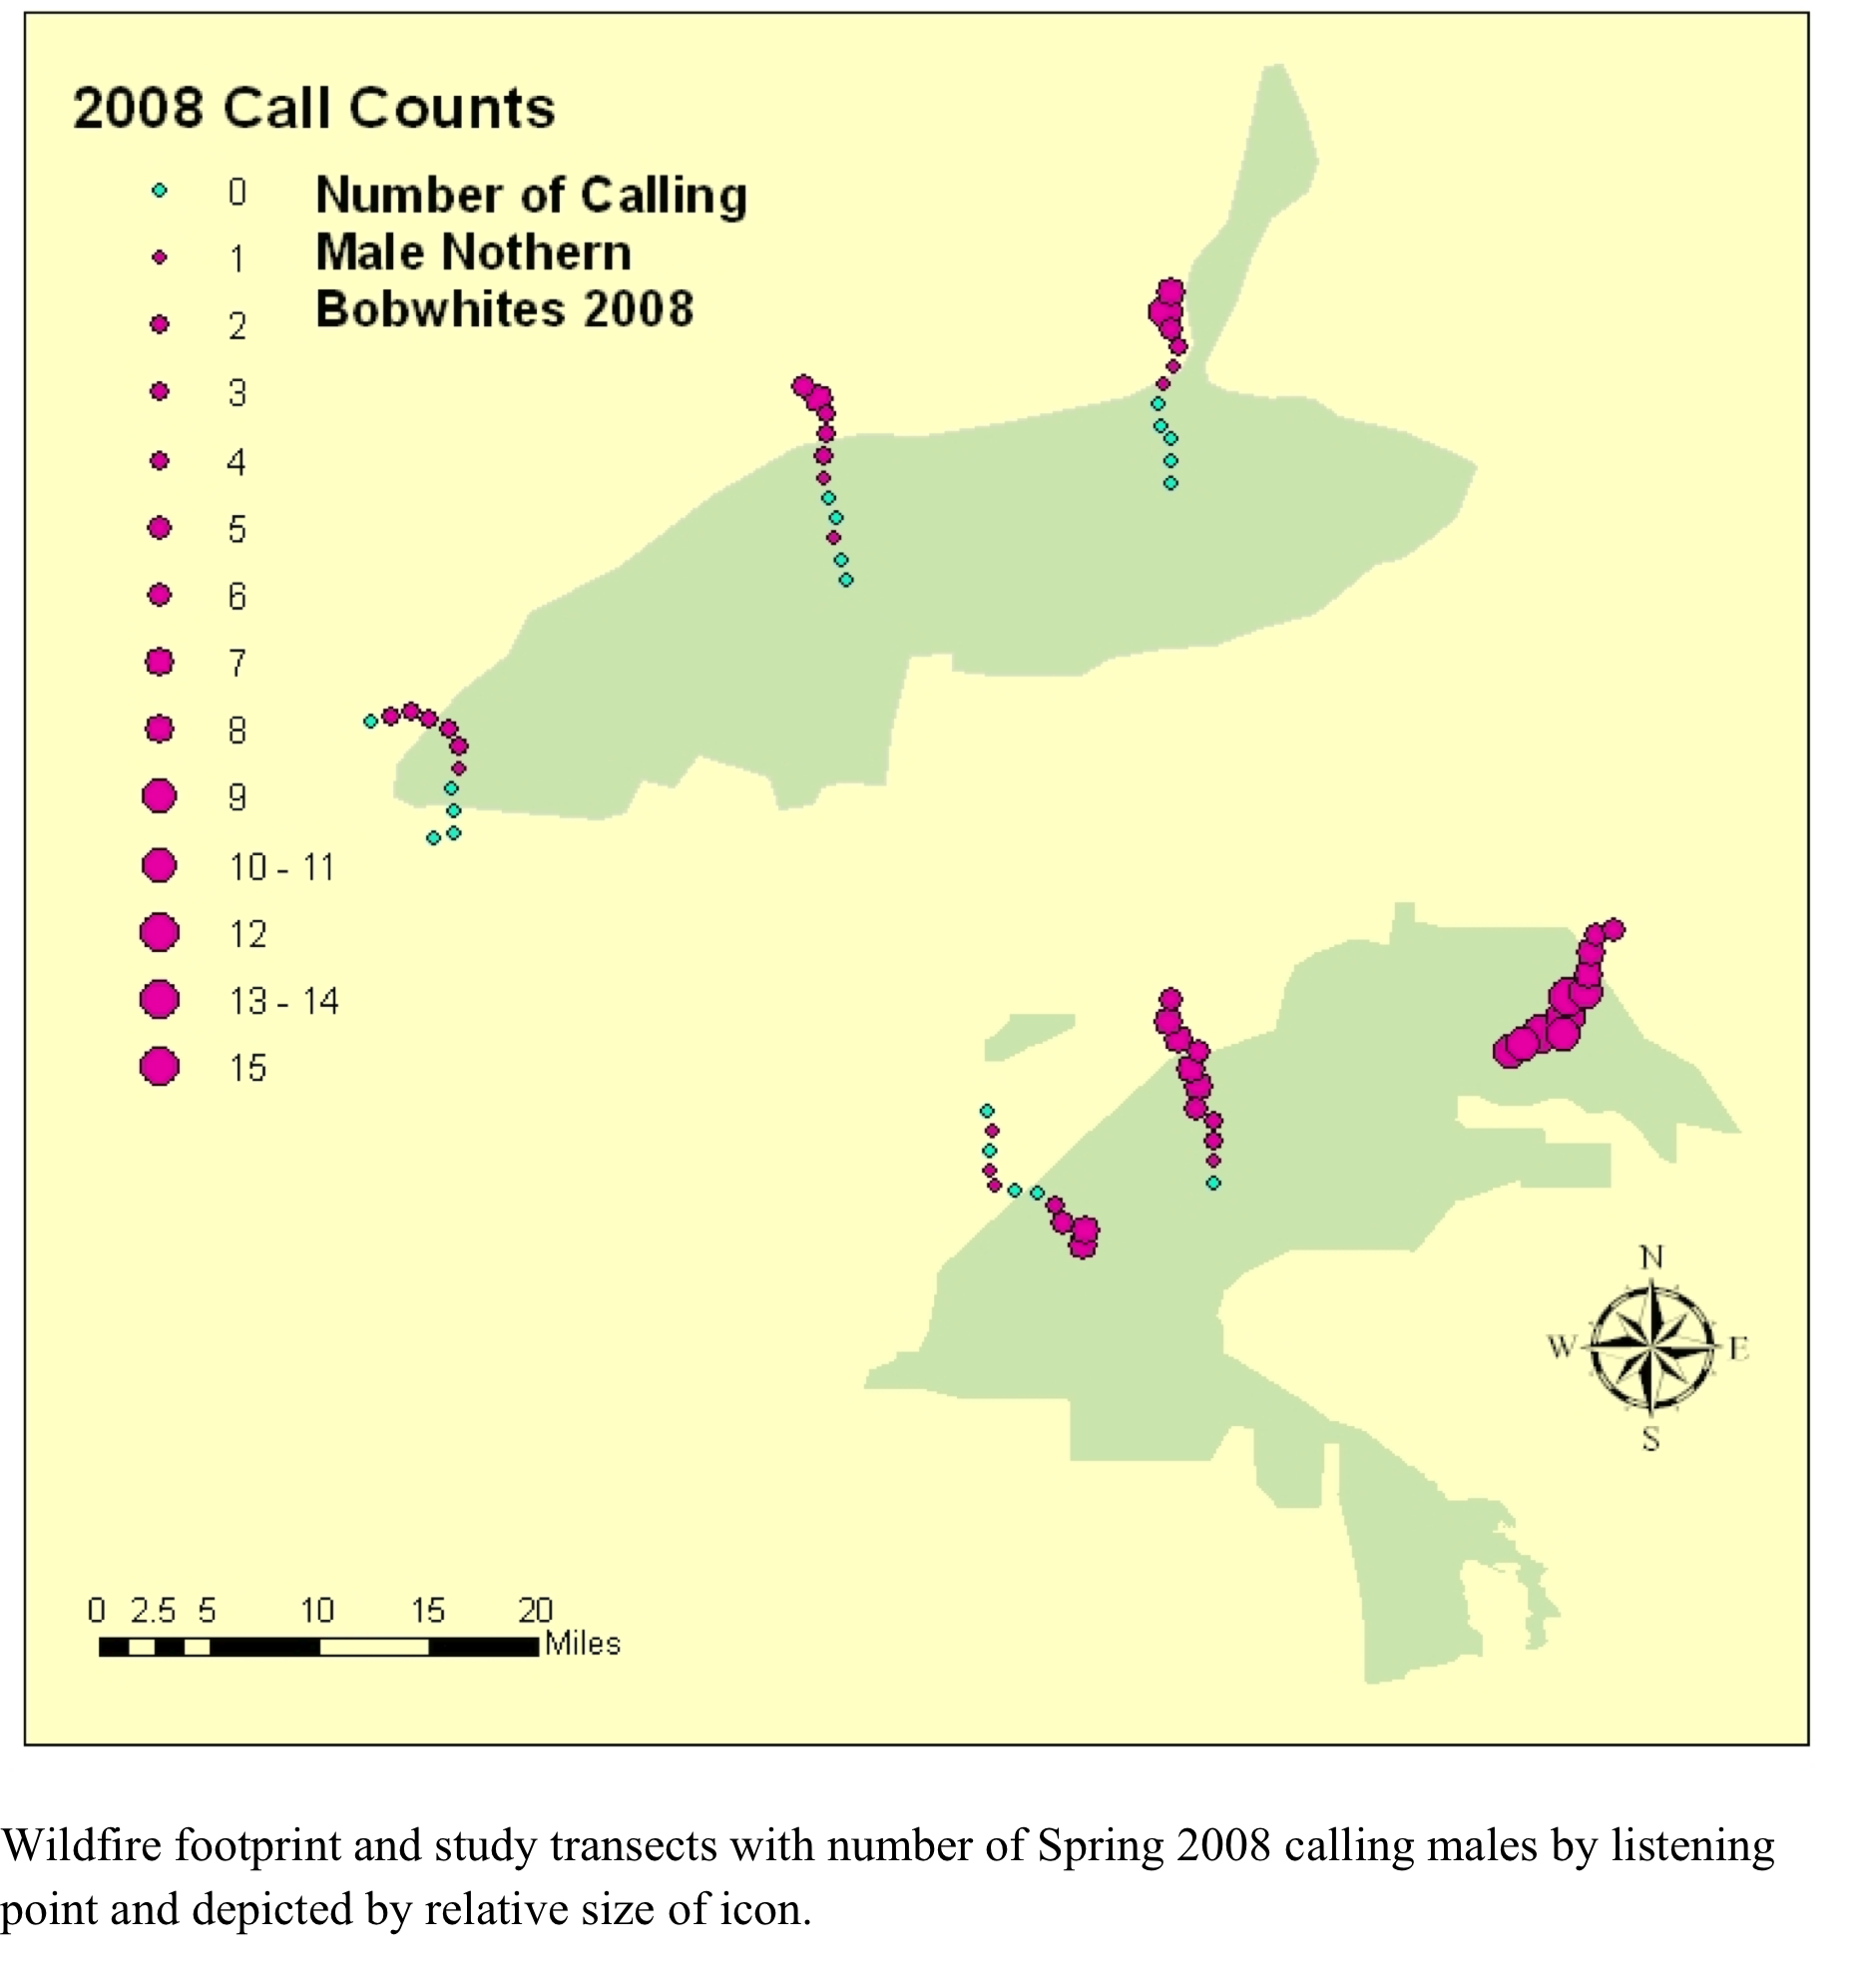 2008 Call Counts
0
Number of Calling
Male Nothern
Bobwhites 2008
1
2
3
4
5
6
7
8
9
10 - 11
12
13 - 14
15
N
W
E
S
0 2.5 5 10 15 20
Miles
Wildfire footprint and study transects with number of Spring 2008 calling males by listening
point and depicted by relative size of icon.